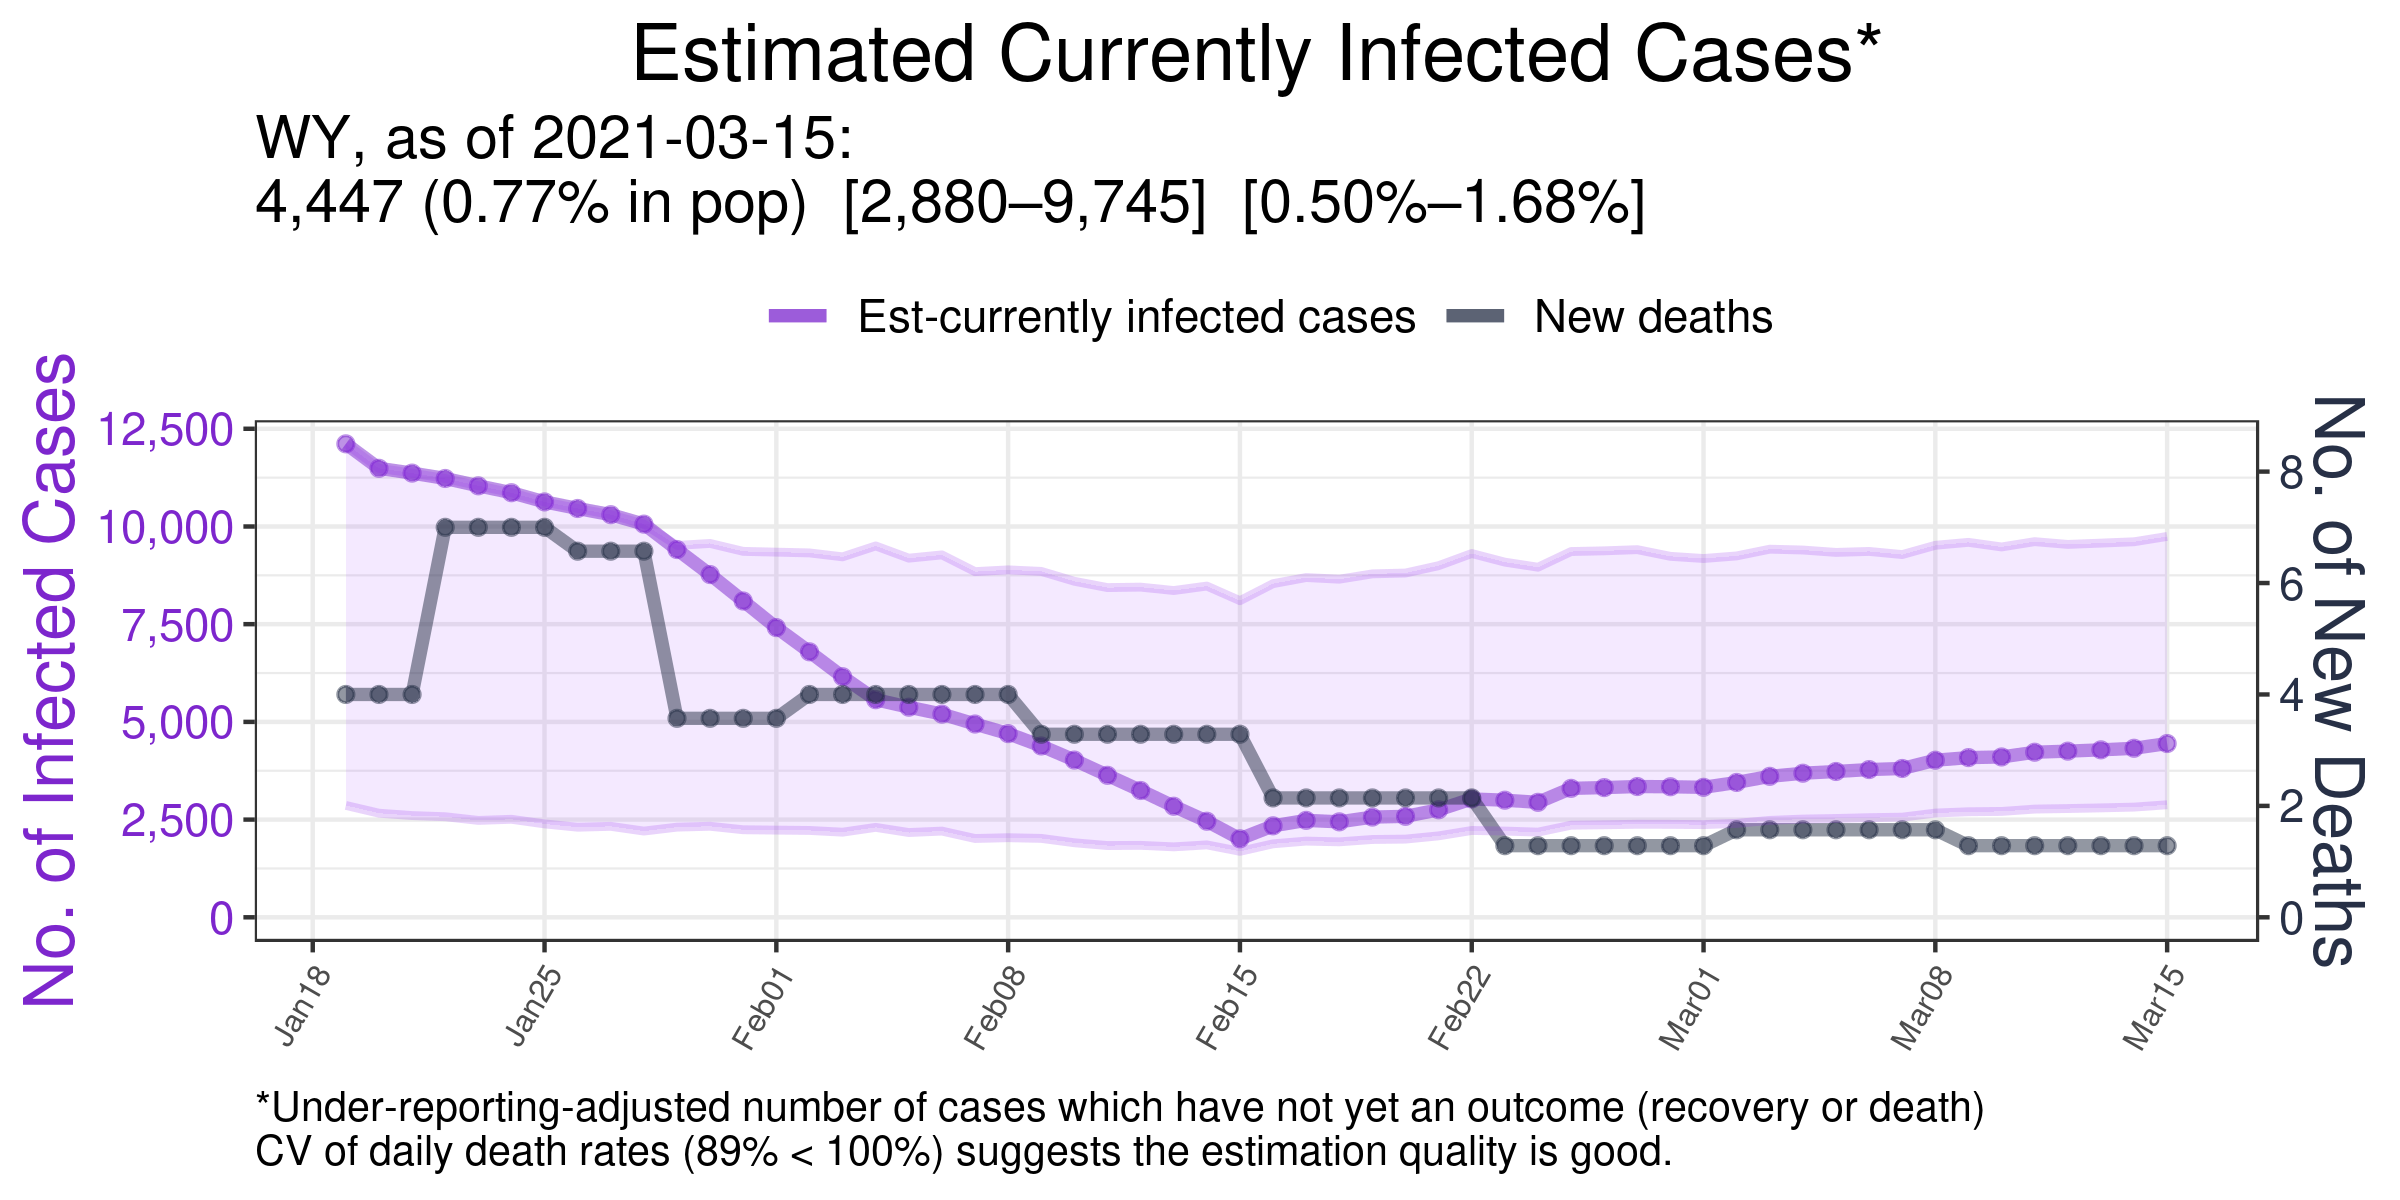 Estimated Currently Infected Cases*
WY, as of 2021-03-15:
4,447 (0.77% in pop) [2,880–9,745] [0.50%–1.68%]
Est-currently infected cases
New deaths
No. of Infected Cases
12,500
10,000
7,500
5,000
2,500
0
8
6
4
2
0
No. of New Deaths
Jan18
Jan25
Feb01
Feb08
Feb15
Feb22
Mar01
Mar08
Mar15
*Under-reporting-adjusted number of cases which have not yet an outcome (recovery or death)
CV of daily death rates (89% < 100%) suggests the estimation quality is good.